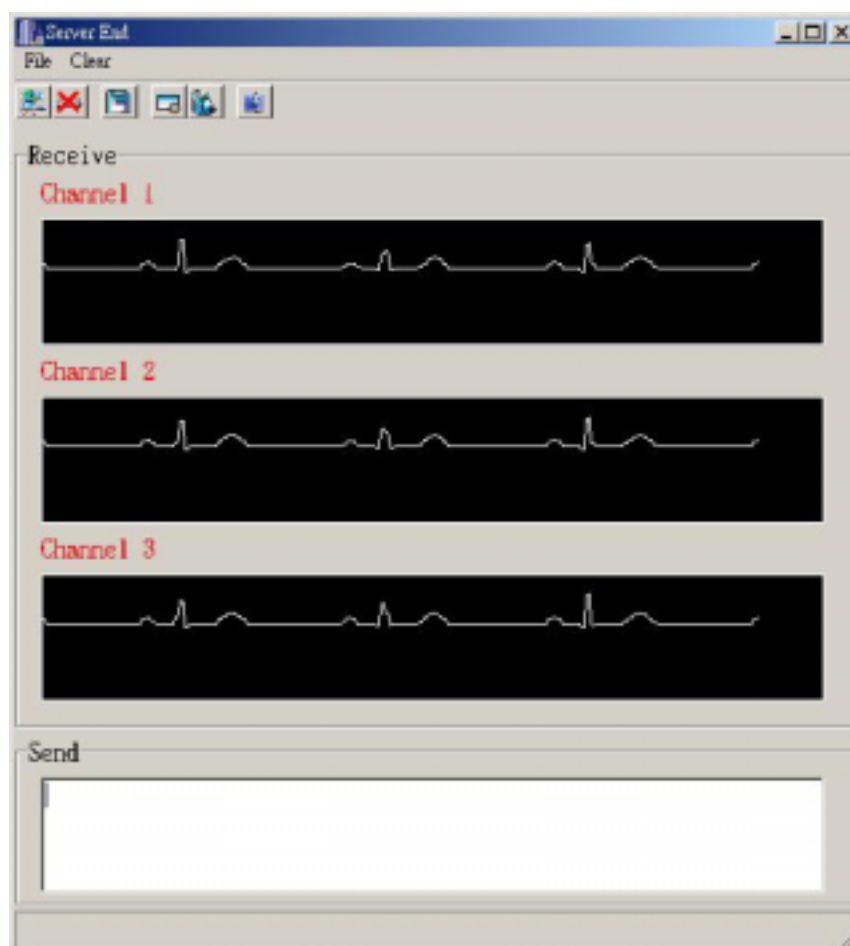 Server End
File Clear
Receive
Channel 1
Channel 2
Channel 3
Send